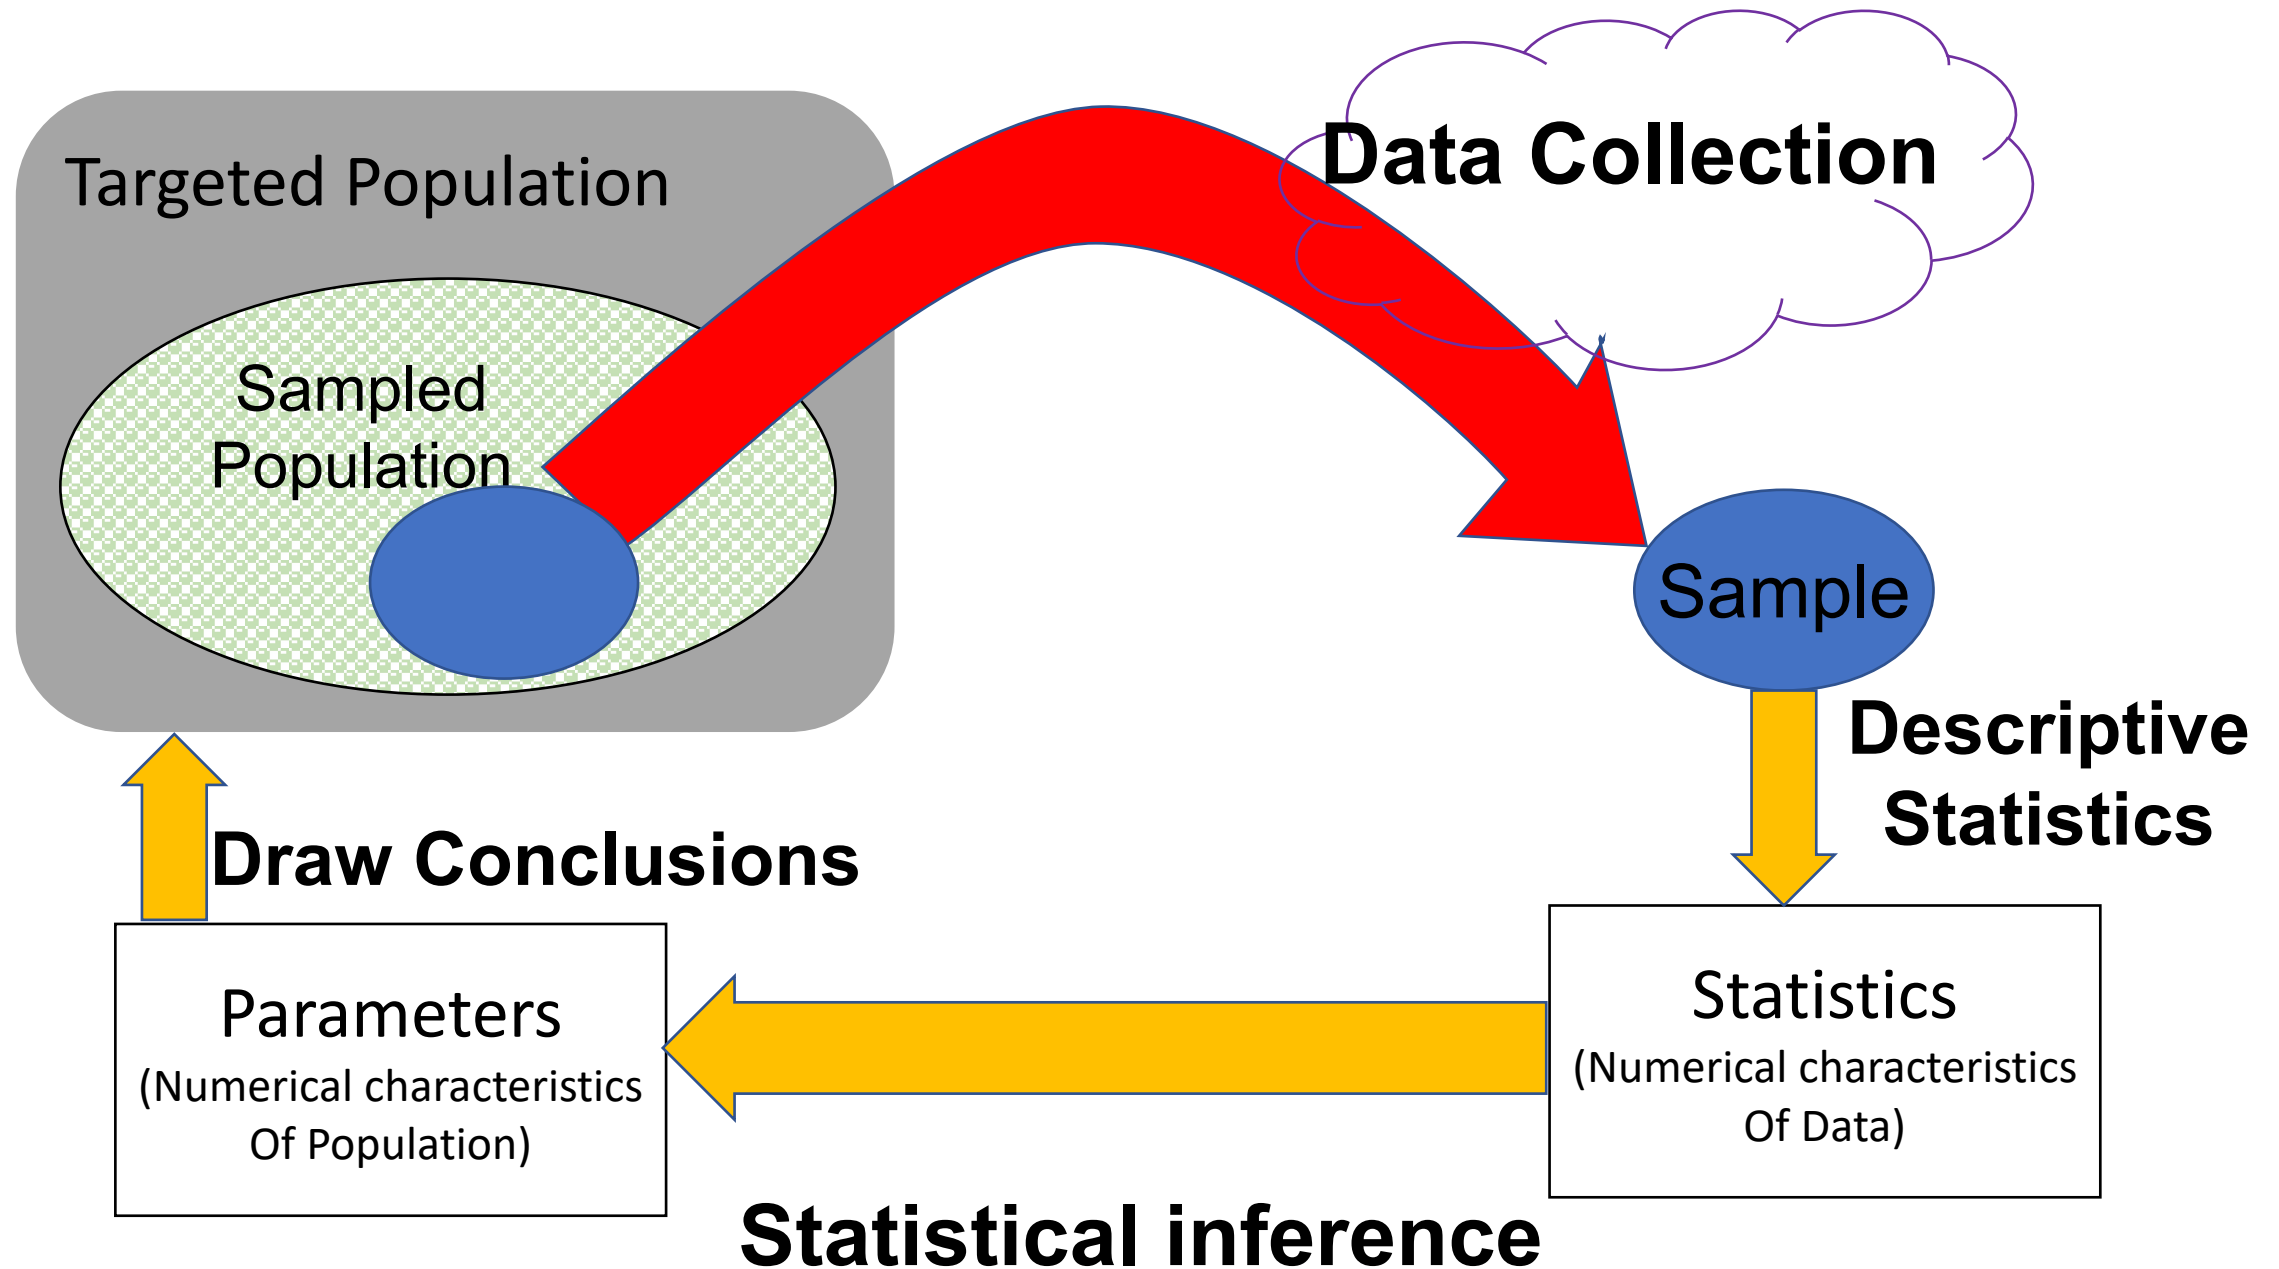 Data Collection
Targeted Population
Sampled
Population
Sample
Descriptive
Statistics
Draw Conclusions
Parameters
(Numerical characteristics
Of Population)
Statistics
(Numerical characteristics
Of Data)
Statistical inference